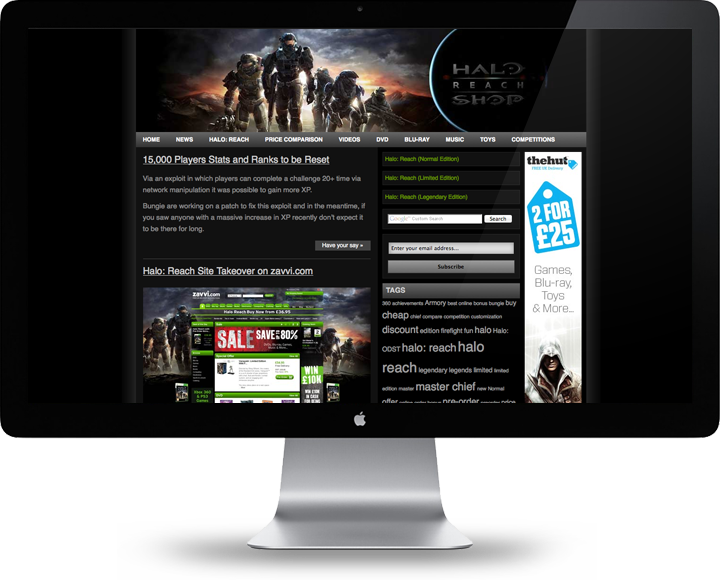 HALO
REACH
SHOP
HOME NEWS HALO: REACH PRICE COMPARISON VIDEOS DVD BLU-RAY MUSIC TOYS COMPETITIONS
15,000 Players Stats and Ranks to be Reset
Via an exploit in which players can complete a challenge 20+ time via
network manipulation it was possible to gain more XP.
Bungie are working on a patch to fix this exploit and in the meantime, if
you saw anyone with a massive increase in XP recently don't expect it
to be there for long.
Have your say »
Halo: Reach Site Takeover on zavvi.com
zavvi.com
Halo Reach Buy Now from £36.95
SALE SAVE UP TO 80%
WIN
£10K
Halo: Reach (Normal Edition)
Halo: Reach (Limited Edition)
Halo: Reach (Legendary Edition)
Google Custom Search Search
Enter your email address...
Subscribe
TAGS
360 achievements Armory best online bonus bungie buy
cheap chief compare competition customization
discount edition firefight fun halo Halo:
ODST halo: reach halo
reach legendary legends limited limited
edition master master chief new Normal
offer online bonus pre-order price
thehut
FREE UK Delivery
2 FOR
£25
Games,
Blu-ray,
Toys
& More...